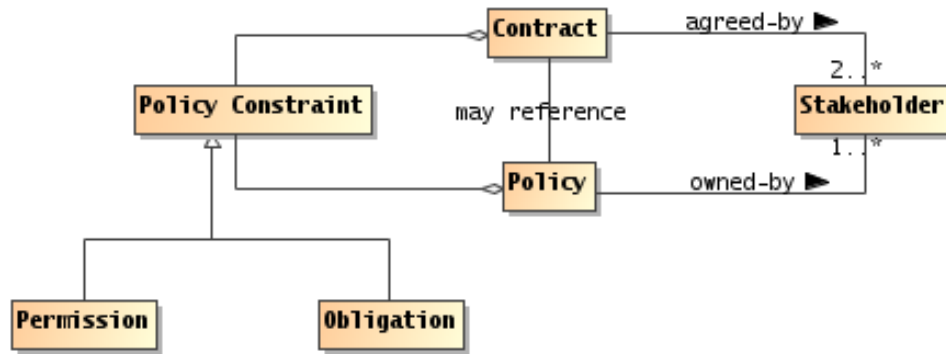 Contract
agreed-by ►
2..*
Policy Constraint
may reference
Stakeholder
1..*
Policy
owned-by ►
Permission
Obligation